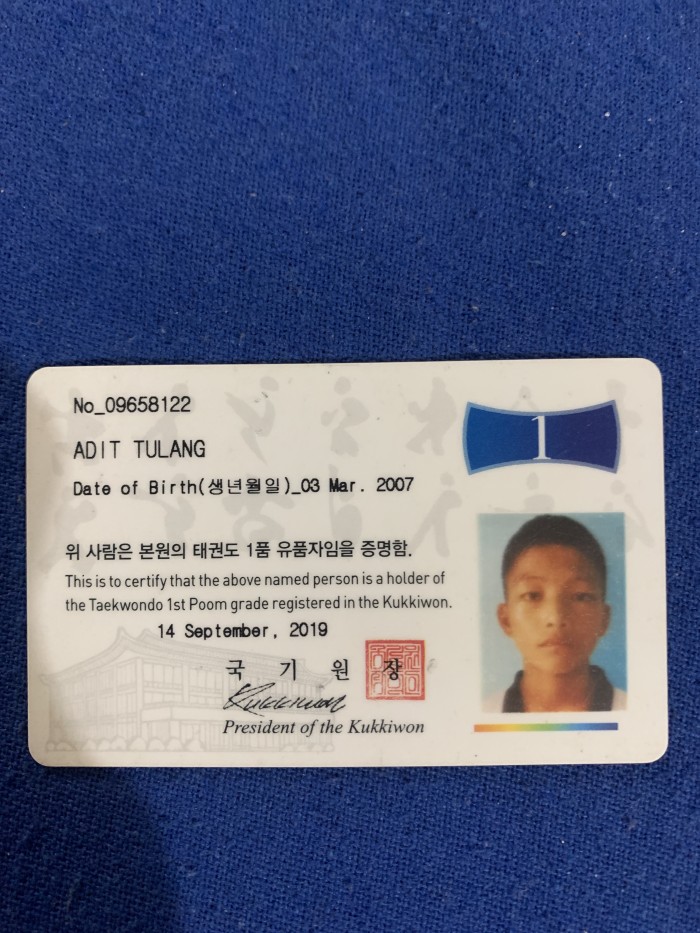 No_09658122
1
ADIT TULANG
Date of Birth(생년월일)_03 Mar. 2007
위 사람은 본원의 태권도 1품 유품자임을 증명함.
This is to certify that the above named person is a holder of
the Taekwondo 1st Poom grade registered in the Kukkiwon.
14 September, 2019
국 기 원 장
Kukkiwon
President of the Kukkiwon